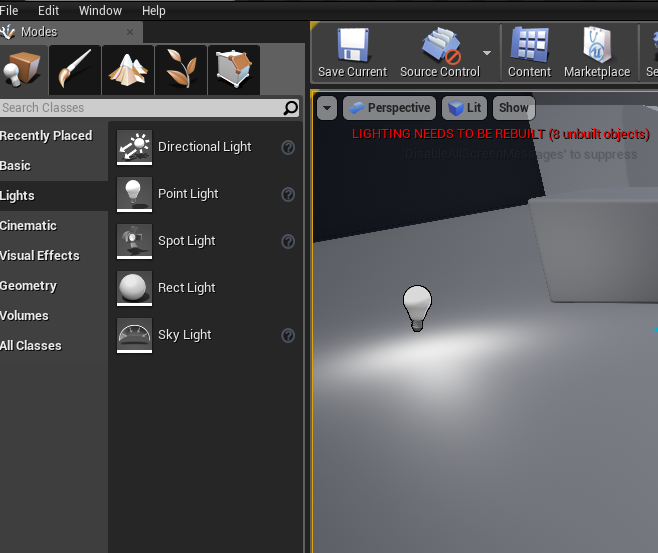 File Edit Window Help
Modes
Search Classes
Recently Placed
Basic
Lights
Cinematic
Visual Effects
Geometry
Volumes
All Classes
Directional Light
Point Light
Spot Light
Rect Light
Sky Light
Save Current Source Control Content Marketplace
Perspective Lit Show
LIGHTING NEEDS TO BE REBUILT (8 unbuilt objects)
'DisableAllScreenMessages' to suppress